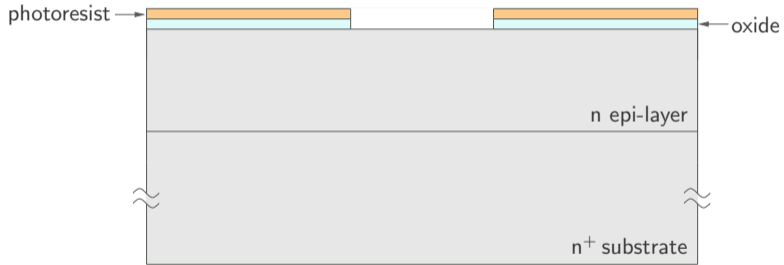 photoresist
oxide
n epi-layer
n⁺ substrate